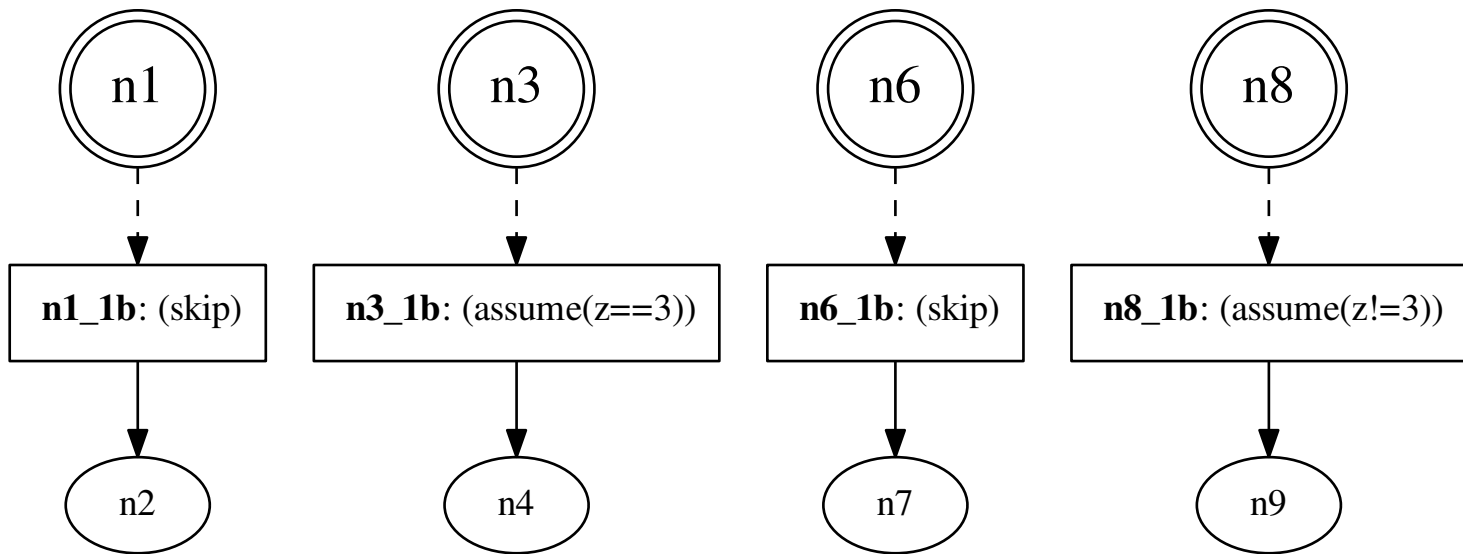 n1 n3 n6 n8
n1_1b: (skip) n3_1b: (assume(z==3)) n6_1b: (skip) n8_1b: (assume(z!=3))
n2 n4 n7 n9